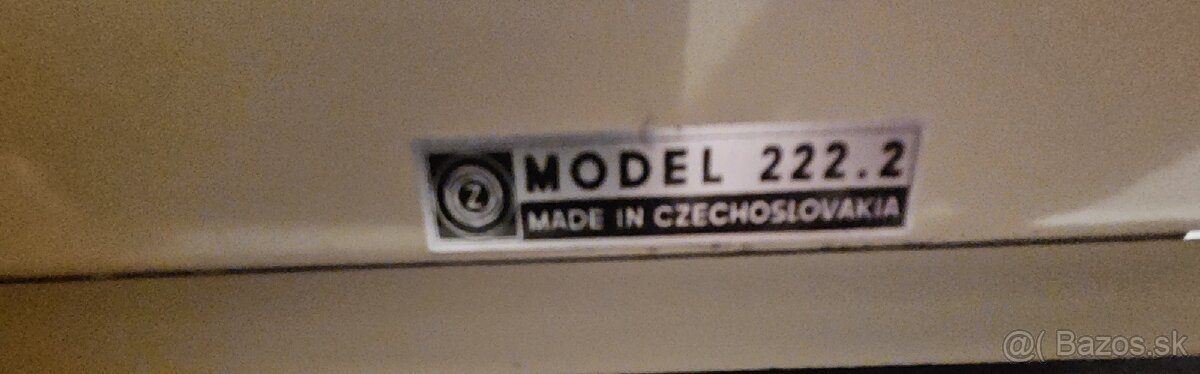 Z MODEL 222.2
MADE IN CZECHOSLOVAKIA
@( Bazos.sk